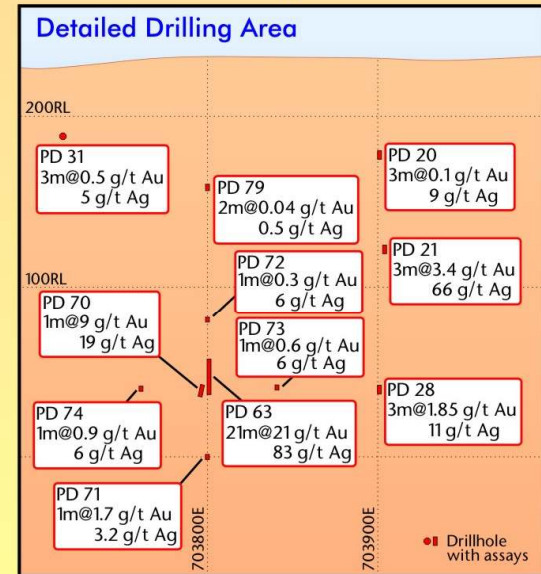 Detailed Drilling Area
200RL
PD 31
3m@0.5 g/t Au
5 g/t Ag
PD 79
2m@0.04 g/t Au
0.5 g/t Ag
PD 20
3m@0.1 g/t Au
9 g/t Ag
PD 21
3m@3.4 g/t Au
66 g/t Ag
PD 72
1m@0.3 g/t Au
6 g/t Ag
100RL
PD 70
1m@9 g/t Au
19 g/t Ag
PD 73
1m@0.6 g/t Au
6 g/t Ag
PD 74
1m@0.9 g/t Au
6 g/t Ag
PD 63
21m@21 g/t Au
83 g/t Ag
PD 28
3m@1.85 g/t Au
11 g/t Ag
PD 71
1m@1.7 g/t Au
3.2 g/t Ag
703800E
703900E
Drillhole
with assays